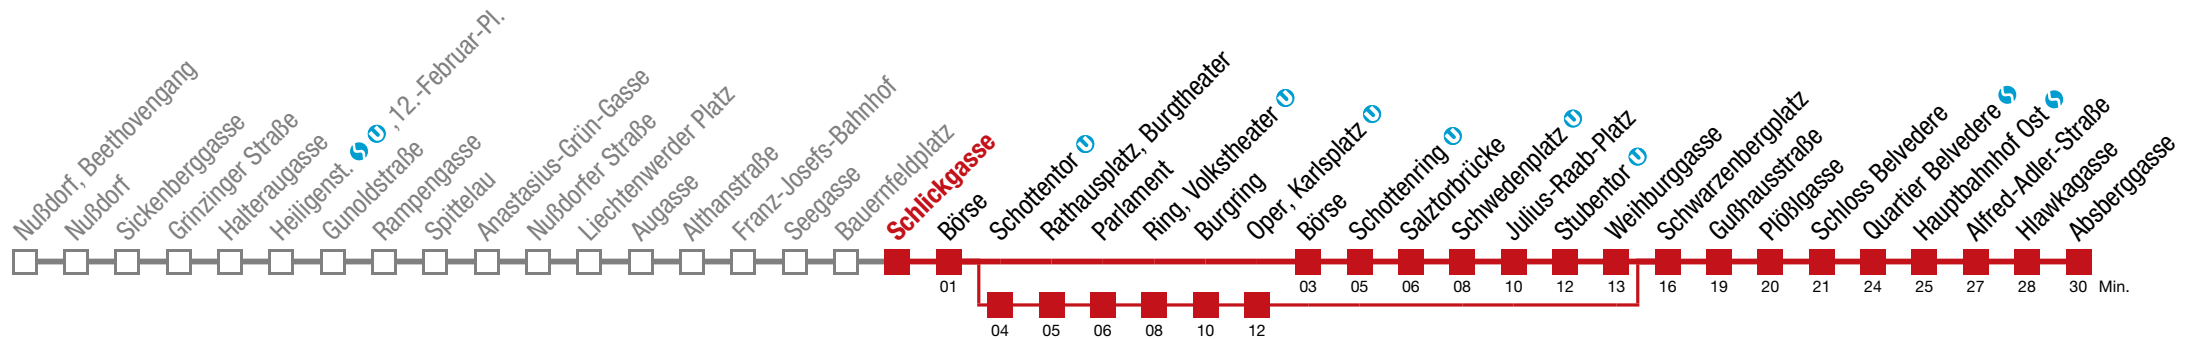 Nußdorf, Beethovengang
Nußdorf
Sickenberggasse
Grinzinger Straße
Halteraugasse
Heiligenst. S U , 12.-Februar-Pl.
Gunoldstraße
Rampengasse
Spittelau
Anastasius-Grün-Gasse
Nußdorfer Straße
Liechtenwerder Platz
Augasse
Althanstraße
Franz-Josefs-Bahnhof
Seegasse
Bauernfeldplatz
Schlickgasse
Börse
Schottentor U
Rathausplatz, Burgtheater
Parlament
Ring, Volkstheater U
Burgring
Oper, Karlsplatz U
Börse
Schottenring U
Salztorbrücke
Schwedenplatz U
Julius-Raab-Platz
Stubentor U
Weihburggasse
Schwarzenbergplatz
Gußhausstraße
Plößlgasse
Schloss Belvedere
Quartier Belvedere S
Hauptbahnhof Ost S
Alfred-Adler-Straße
Hlawkagasse
Absberggasse
01 03 05 06 08 10 12 13 16 19 20 21 24 25 27 28 30 Min.
04 05 06 08 10 12